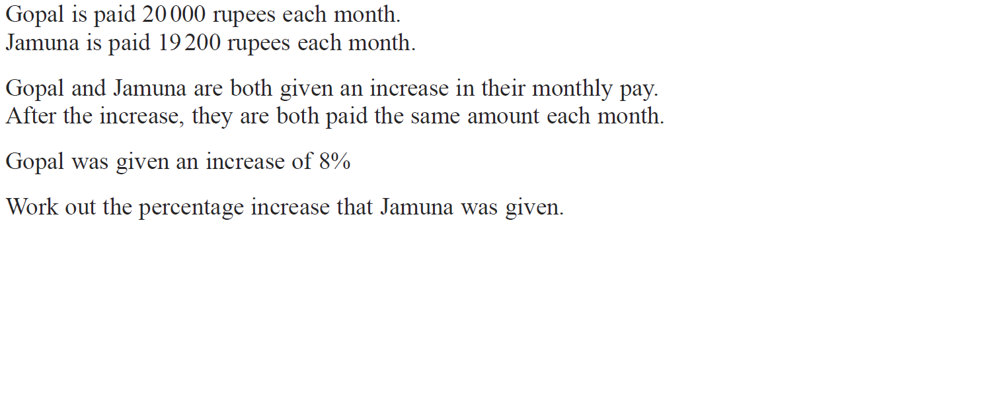 Gopal is paid 20 000 rupees each month.
Jamuna is paid 19 200 rupees each month.
Gopal and Jamuna are both given an increase in their monthly pay.
After the increase, they are both paid the same amount each month.
Gopal was given an increase of 8%
Work out the percentage increase that Jamuna was given.